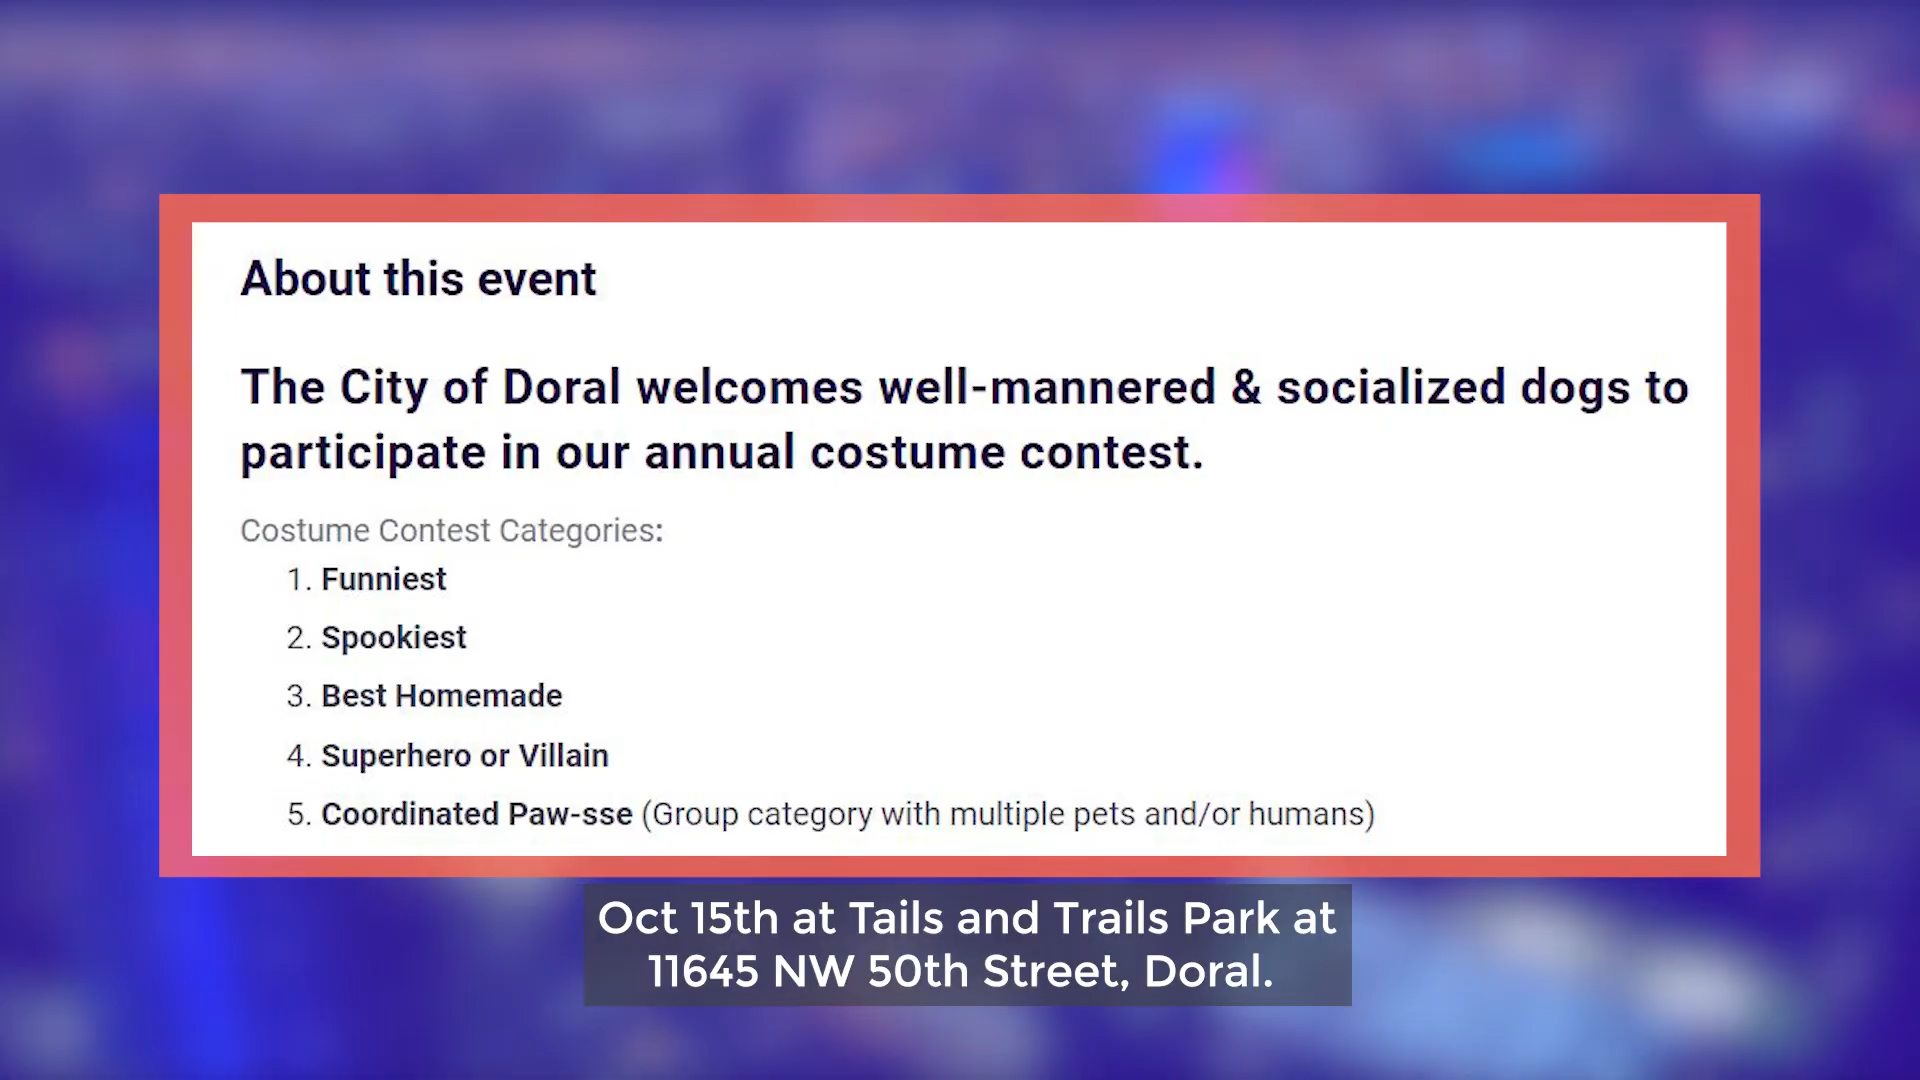 About this event
The City of Doral welcomes well-mannered & socialized dogs to
participate in our annual costume contest.
Costume Contest Categories:
1. Funniest
2. Spookiest
3. Best Homemade
4. Superhero or Villain
5. Coordinated Paw-sse (Group category with multiple pets and/or humans)
Oct 15th at Tails and Trails Park at
11645 NW 50th Street, Doral.